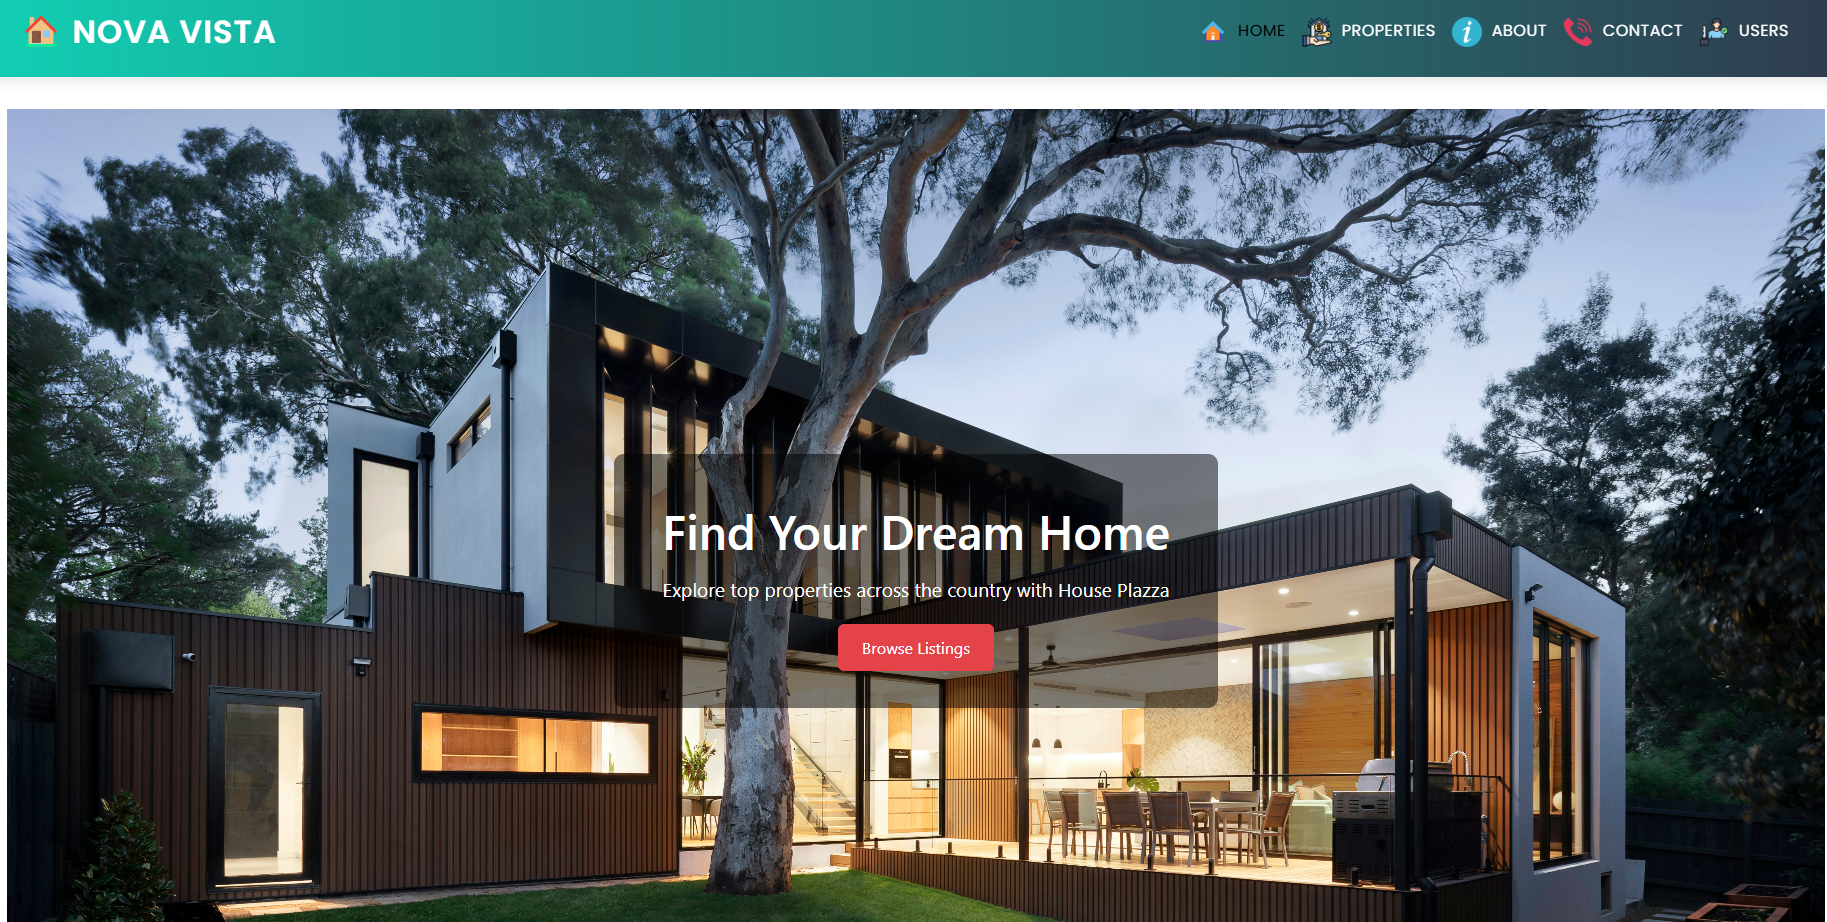 NOVA VISTA
HOME PROPERTIES ABOUT CONTACT USERS
Find Your Dream Home
Explore top properties across the country with House Plazza
Browse Listings